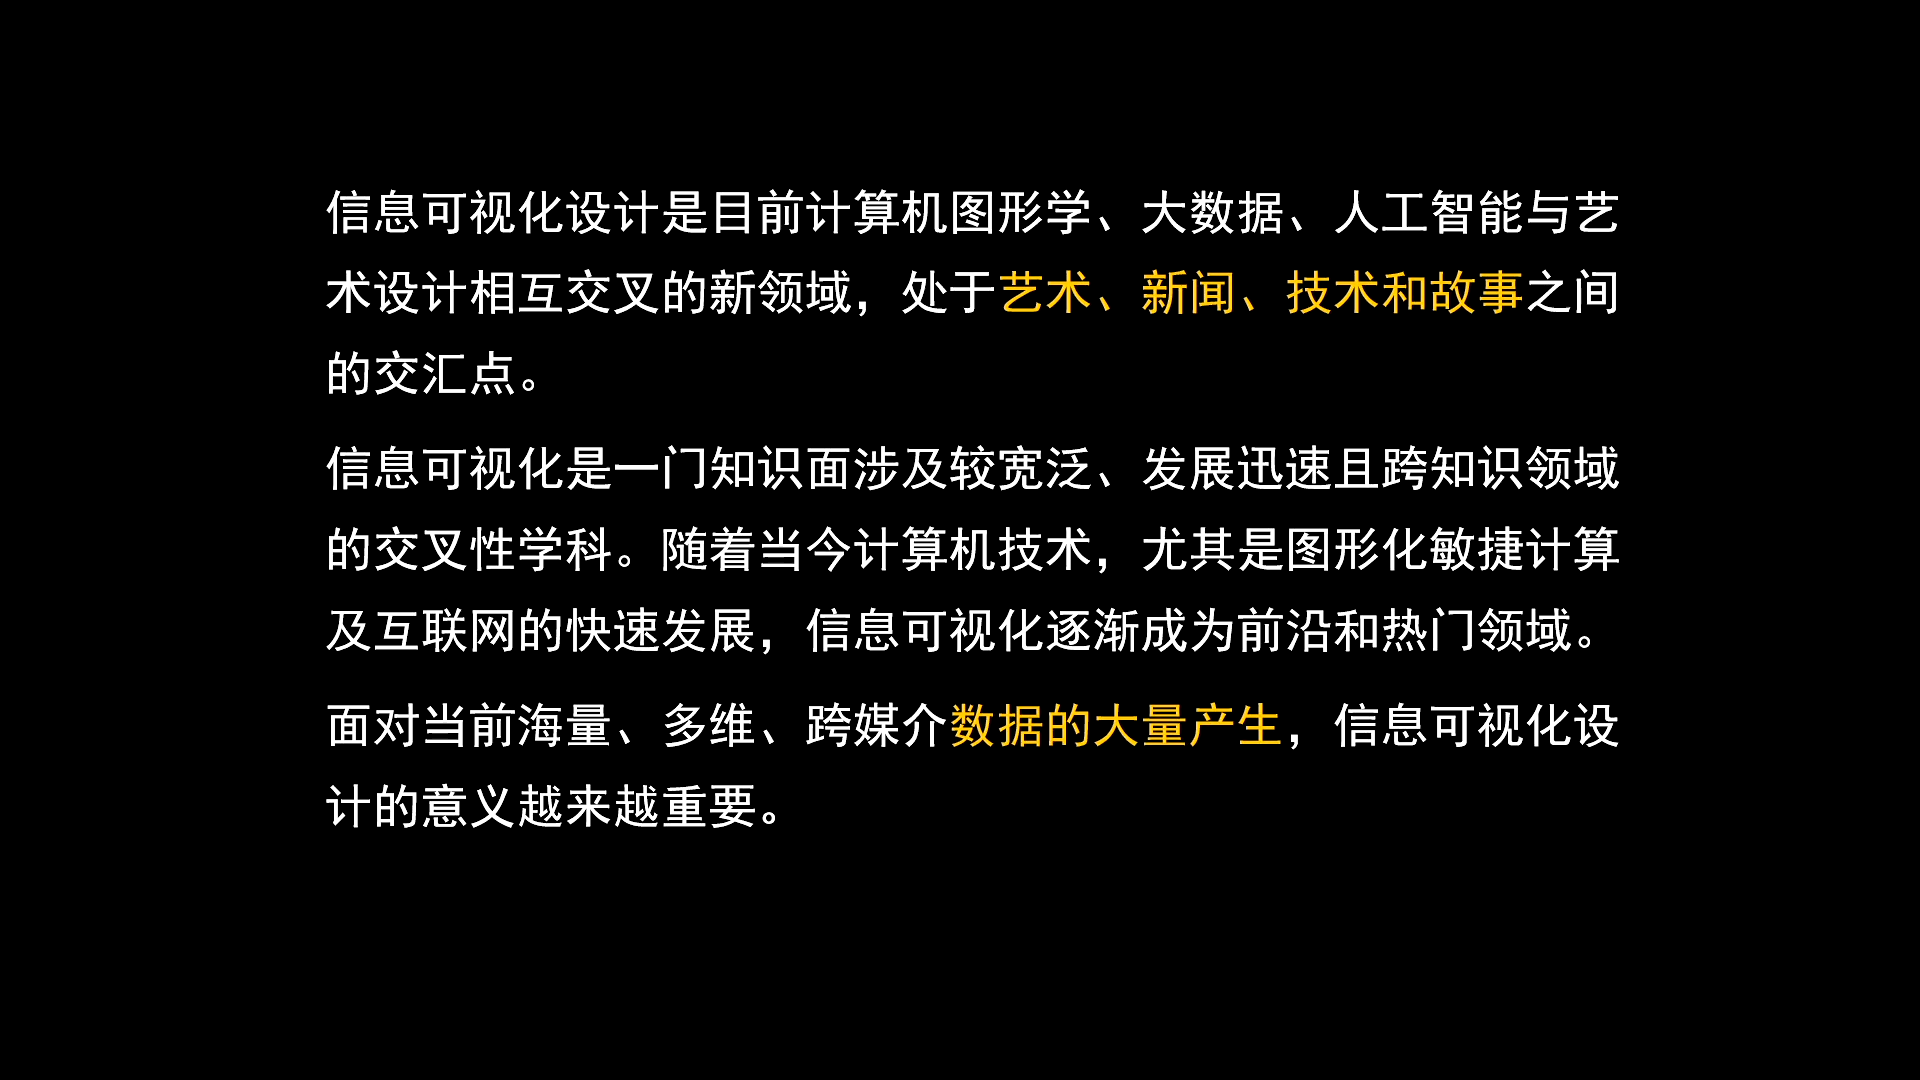 信息可视化设计是目前计算机图形学、大数据、人工智能与艺
术设计相互交叉的新领域，处于艺术、新闻、技术和故事之间
的交汇点。
信息可视化是一门知识面涉及较宽泛、发展迅速且跨知识领域
的交叉性学科。随着当今计算机技术，尤其是图形化敏捷计算
及互联网的快速发展，信息可视化逐渐成为前沿和热门领域。
面对当前海量、多维、跨媒介数据的大量产生，信息可视化设
计的意义越来越重要。